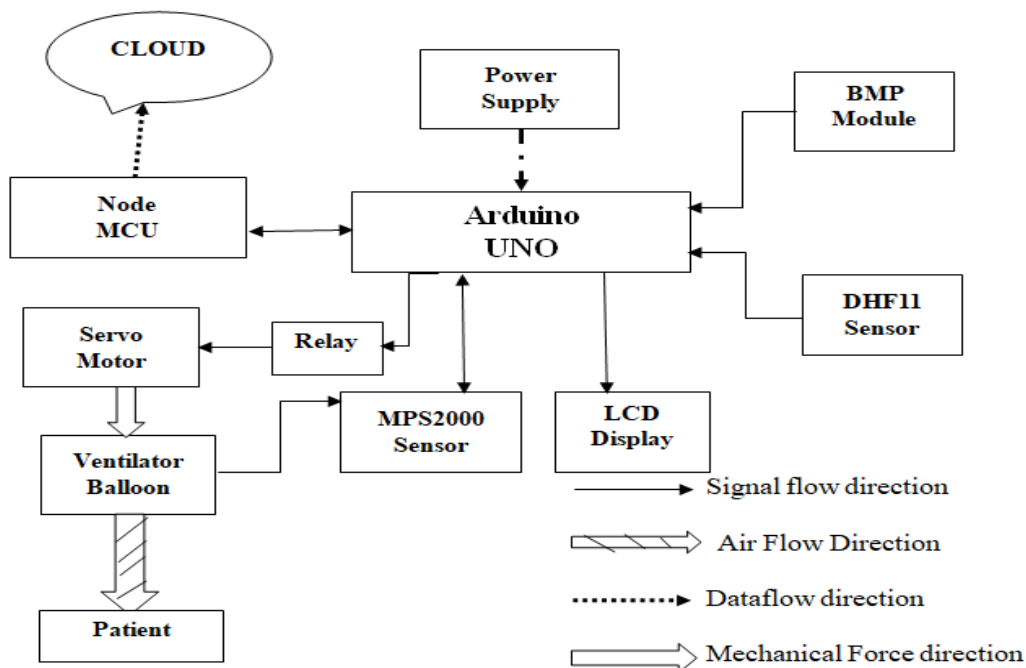 CLOUD
Power
Supply
BMP
Module
Node
MCU
Arduino
UNO
DHF11
Sensor
Servo
Motor
Relay
MPS2000
Sensor
LCD
Display
Ventilator
Balloon
Patient
Signal flow direction
Air Flow Direction
Dataflow direction
Mechanical Force direction